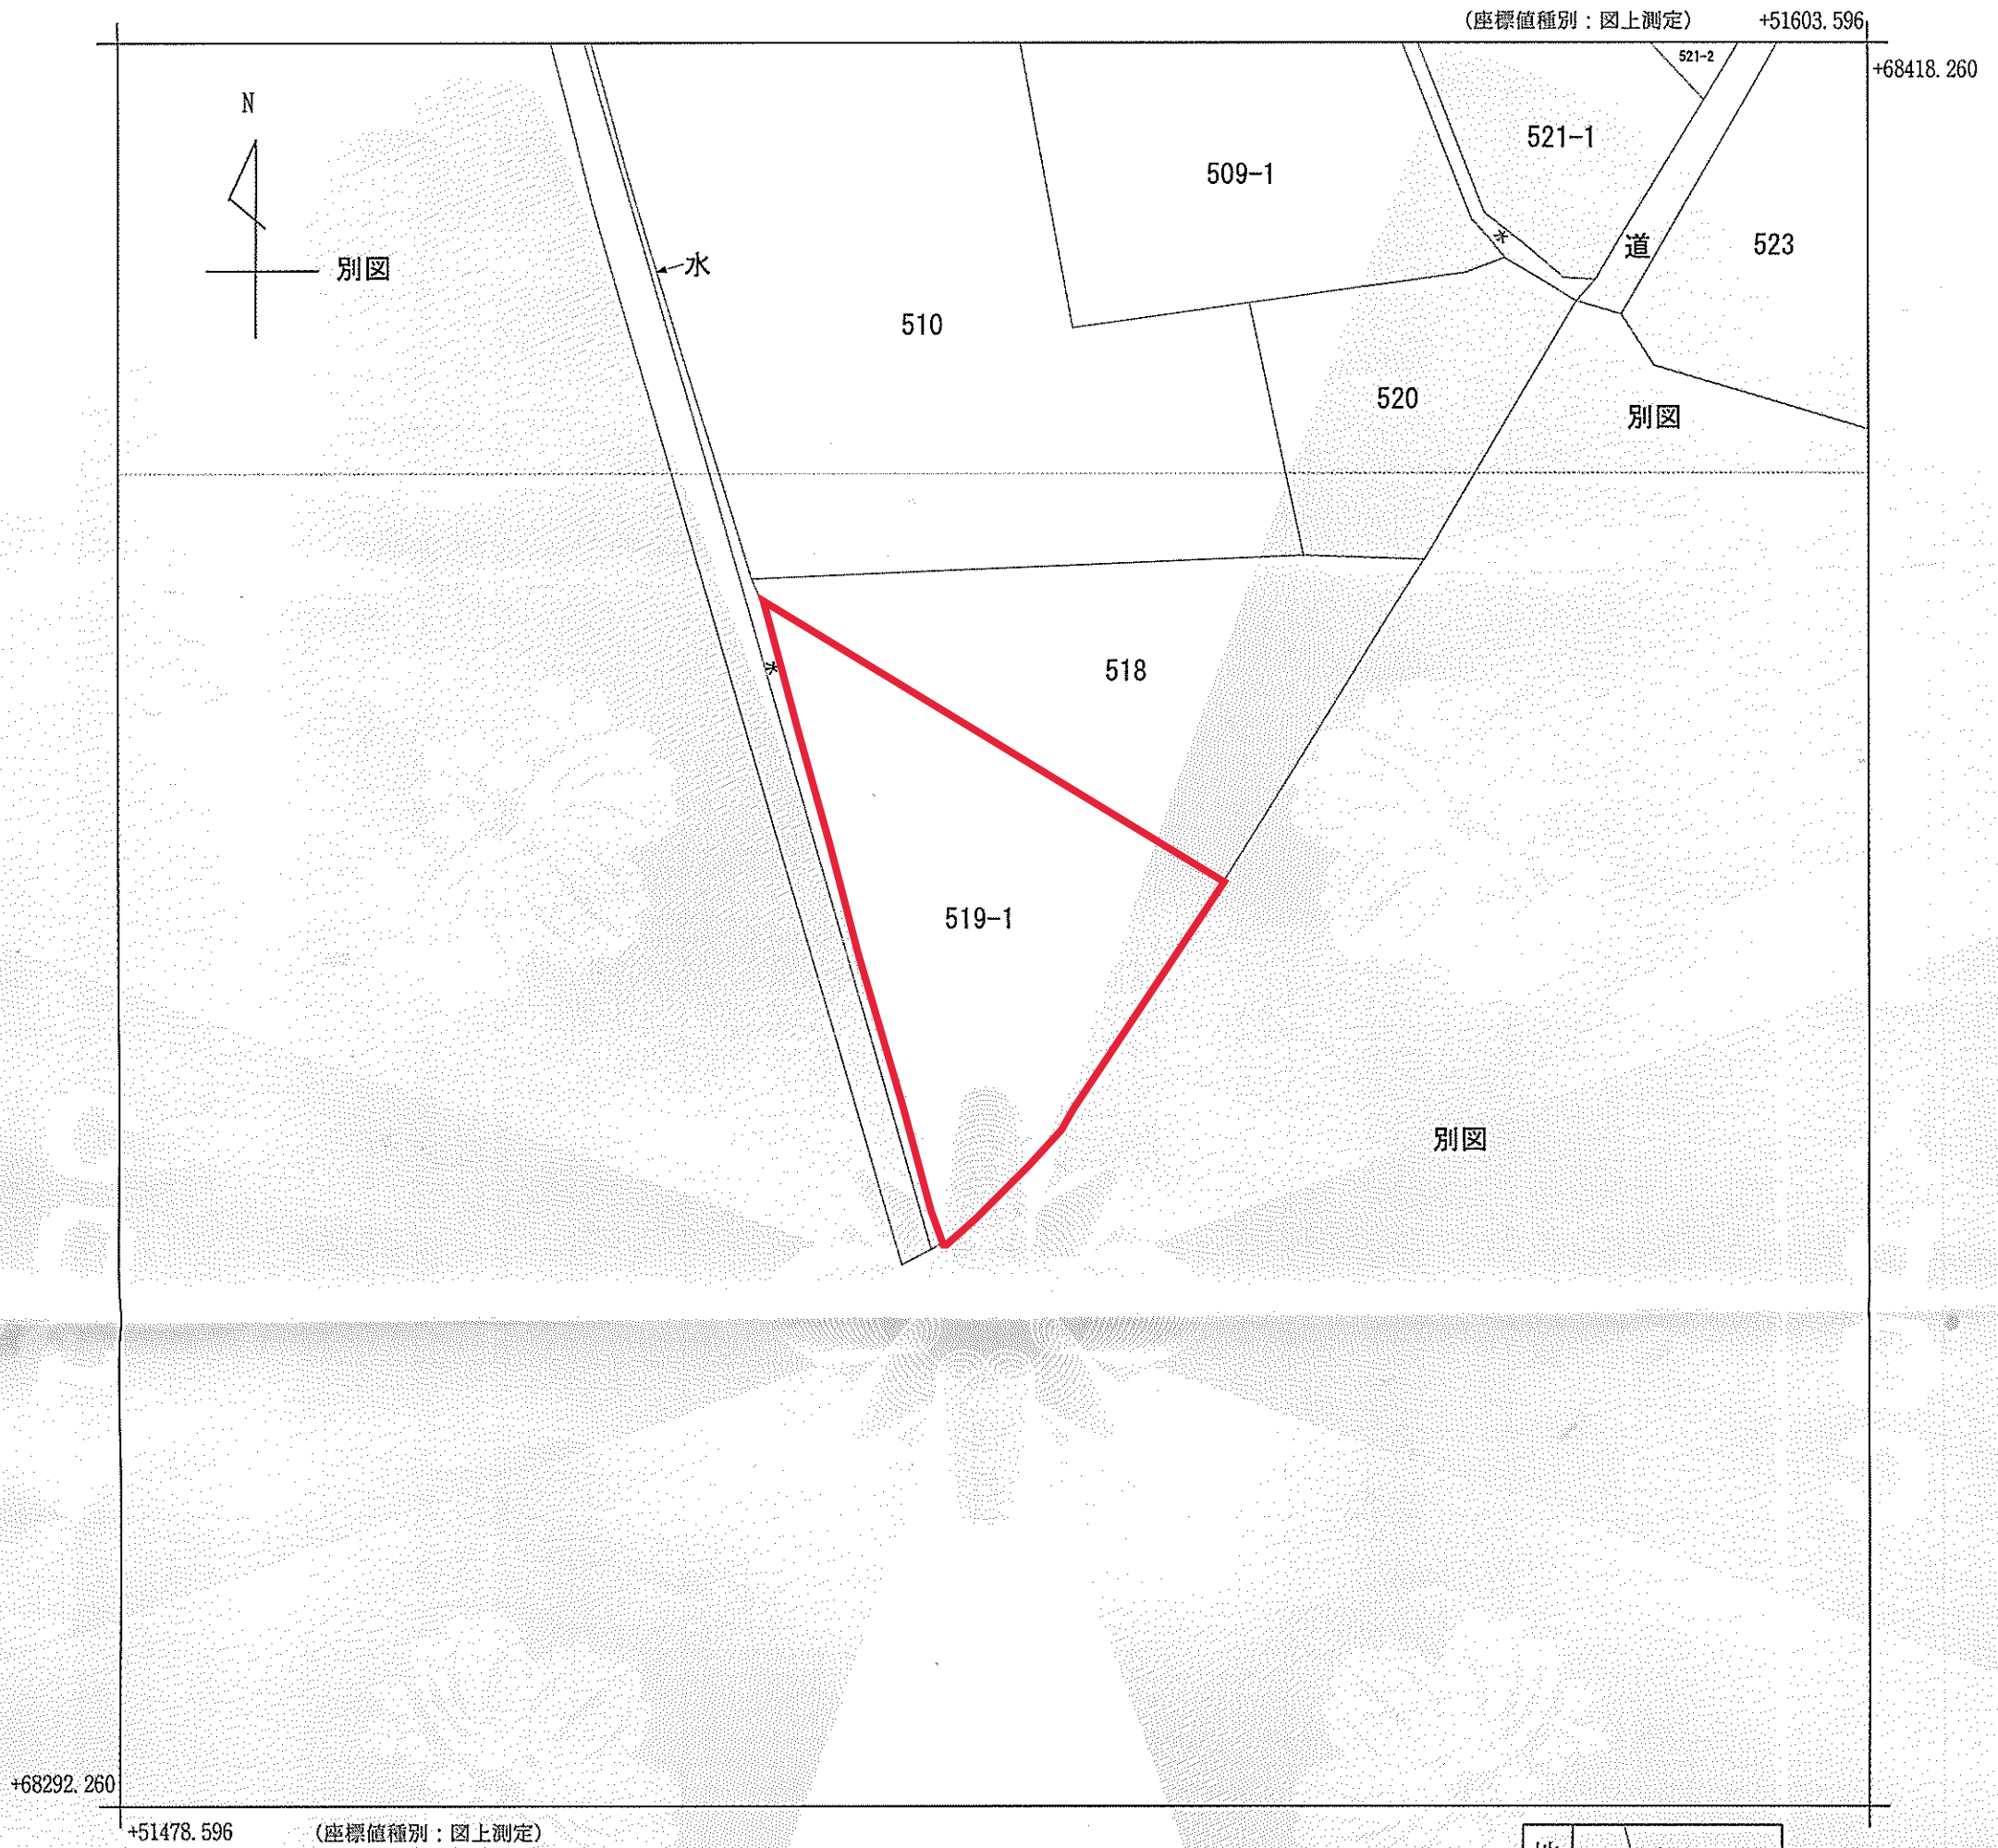 (座標値種別:図上測定) +51603.596
+68418.260
521-2
N
521-1
509-1
道
523
水
別図
水
510
520
別図
518
水
519-1
別図
+68292.260
+51478.596 (座標値種別:図上測定)